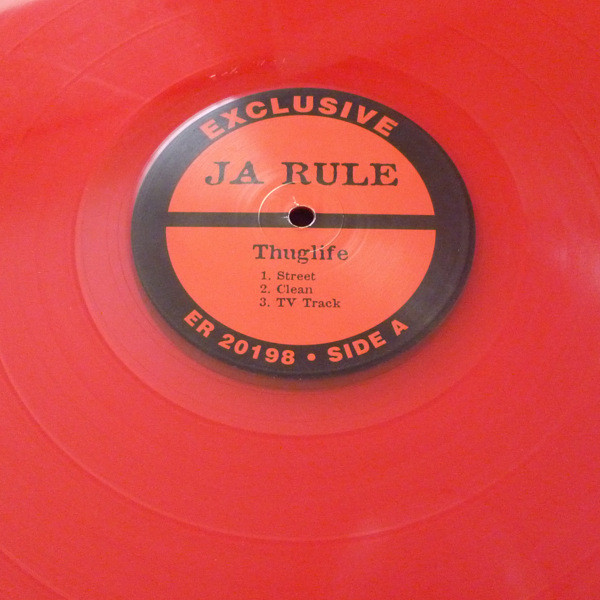 EXCLUSIVE
JA RULE
Thuglife
1. Street
2. Clean
3. TV Track
ER 20198 • SIDE A